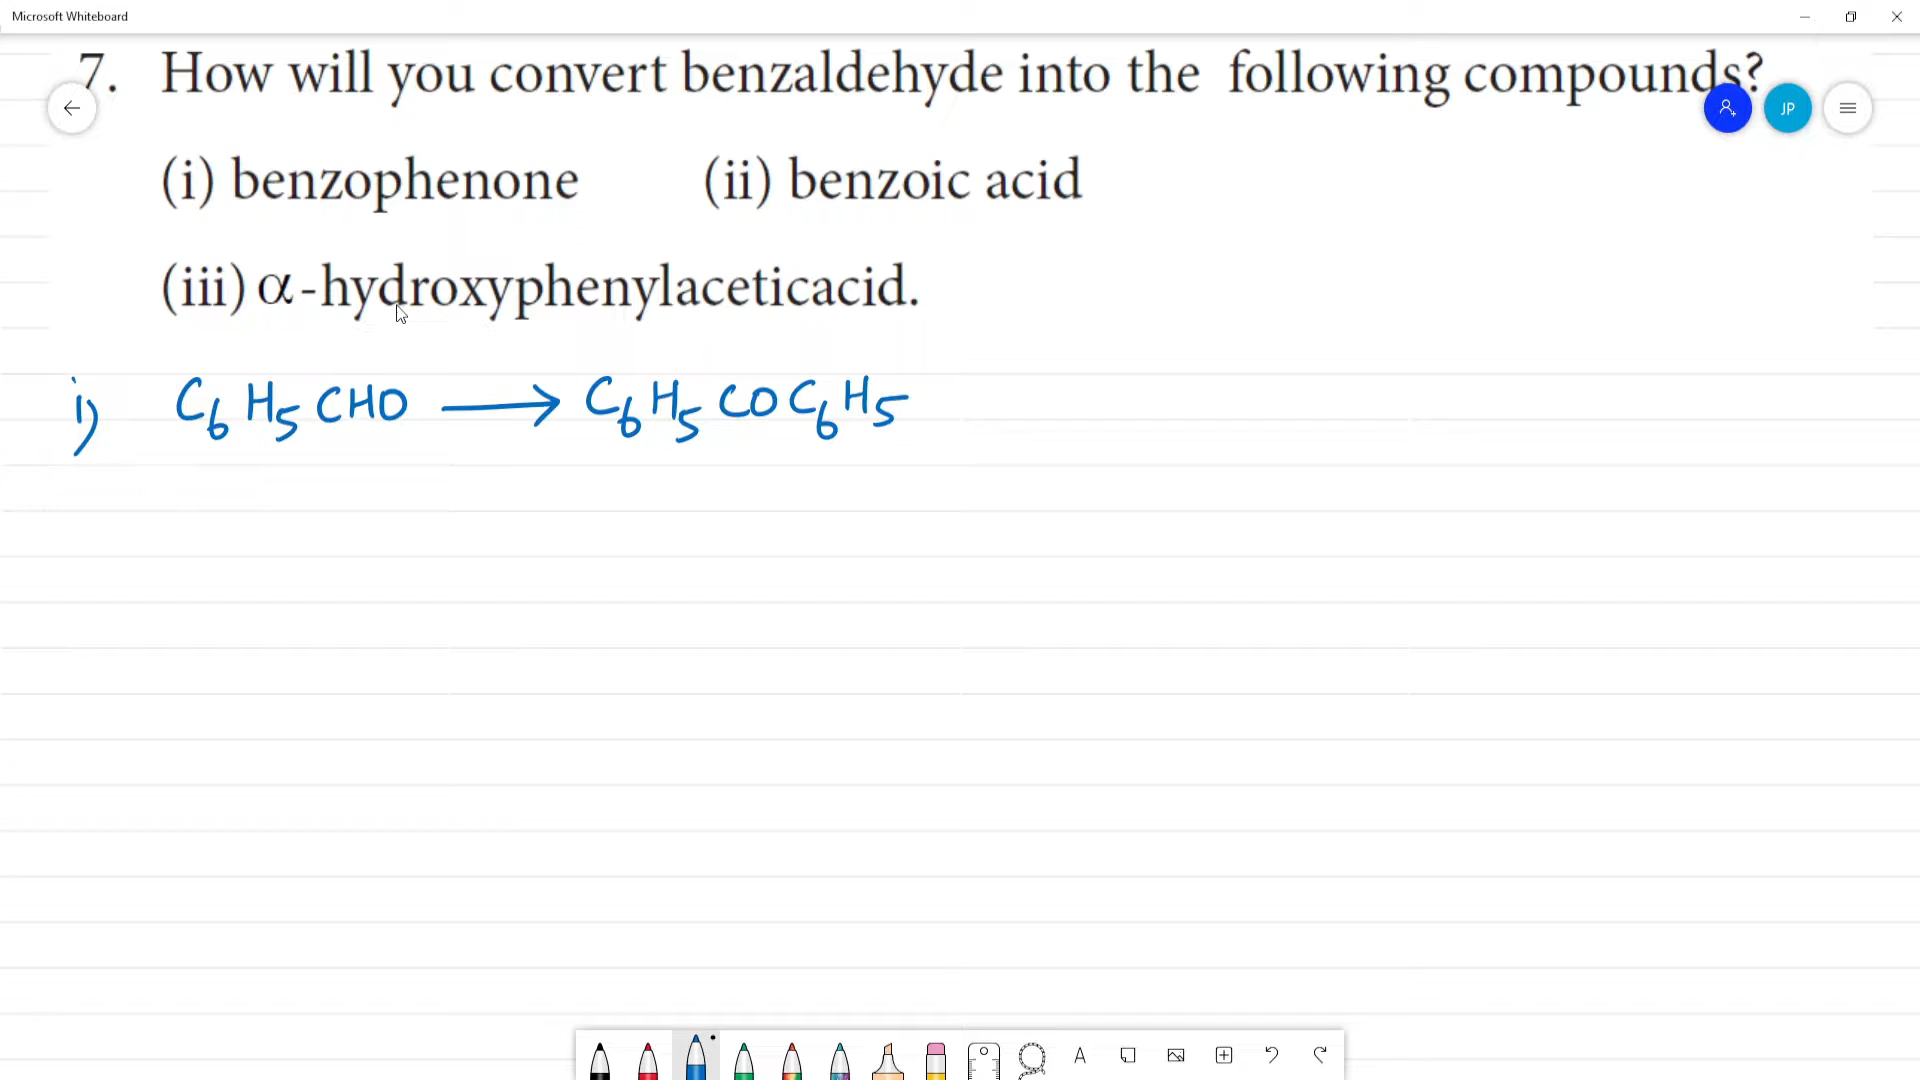 Microsoft Whiteboard
7. How will you convert benzaldehyde into the following compounds?
JP
(i) benzophenone (ii) benzoic acid
(iii) α-hydroxyphenylaceticacid.
i) C₆H₅CHO ⟶ C₆H₅COC₆H₅
A